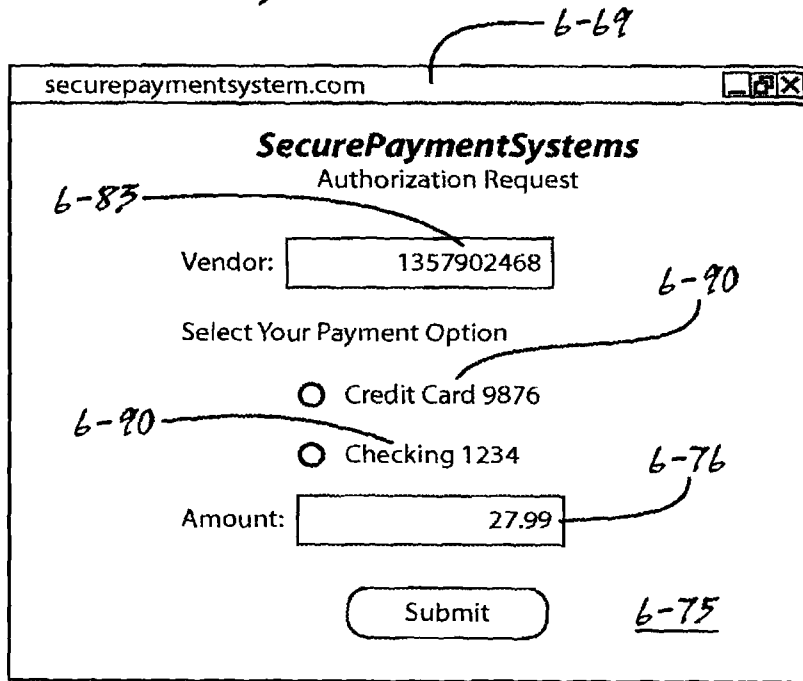 6-69
securepaymentsystem.com
SecurePaymentSystems
Authorization Request
6-83
Vendor: 1357902468
6-90
Select Your Payment Option
Credit Card 9876
6-90
Checking 1234
6-76
Amount: 27.99
Submit
6-75